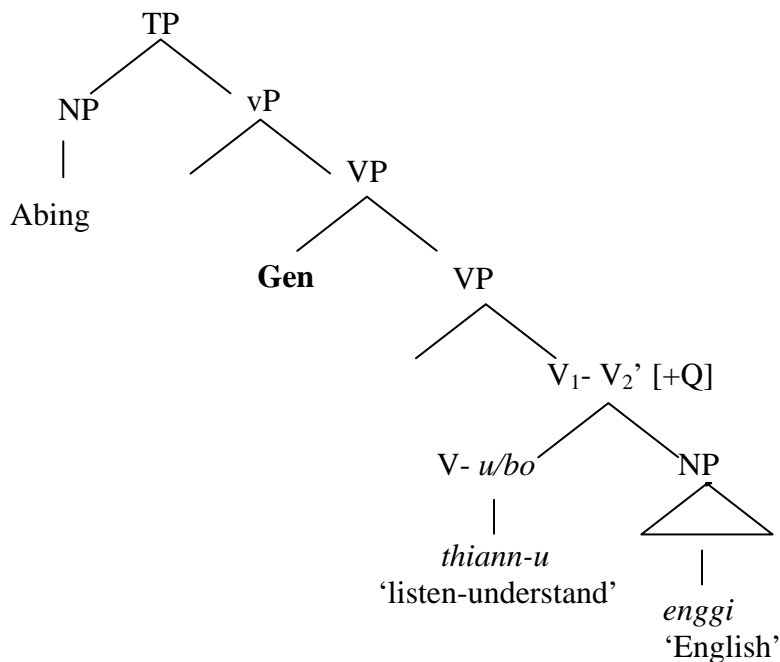 TP
NP vP
VP
Abing
Gen VP
V₁- V₂’ [+Q]
V- u/bo NP
thiann-u
‘listen-understand’
enggi
‘English’